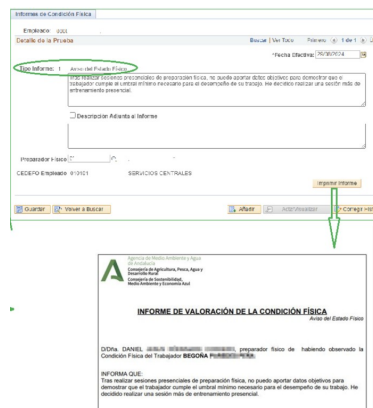 Informes de Condición Física
Empleado:
Detalle de la Prueba Buscar | Ver Todo Primero 1 de 1
*Fecha Efectiva:
Tipo Informe: 1 Aviso del Estado Físico
Tras realizar sesiones presenciales de preparación física, no puedo aportar datos objetivos para demostrar que el
trabajador cumple el umbral mínimo necesario para el desempeño de su trabajo. He decidido realizar una sesión más de
entrenamiento presencial.
Descripción Adjunta al Informe
Preparador Físico
CEDEFO Empleado 010101 SERVICIOS CENTRALES
Imprimir Informe
Guardar Volver a Buscar Añadir
Agencia de Medio Ambiente y Agua
de Andalucía
Consejería de Agricultura, Pesca, Agua y
Desarrollo Rural
Consejería de Sostenibilidad,
Medio Ambiente y Economía Azul
INFORME DE VALORACIÓN DE LA CONDICIÓN FÍSICA
Aviso del Estado Físico
D/Dña. DANIEL, preparador físico de habiendo observado la
Condición Física del Trabajador BEGOÑA
INFORMA QUE:
Tras realizar sesiones presenciales de preparación física, no puedo aportar datos objetivos para
demostrar que el trabajador cumple el umbral mínimo necesario para el desempeño de su trabajo. He
decidido realizar una sesión más de entrenamiento presencial.